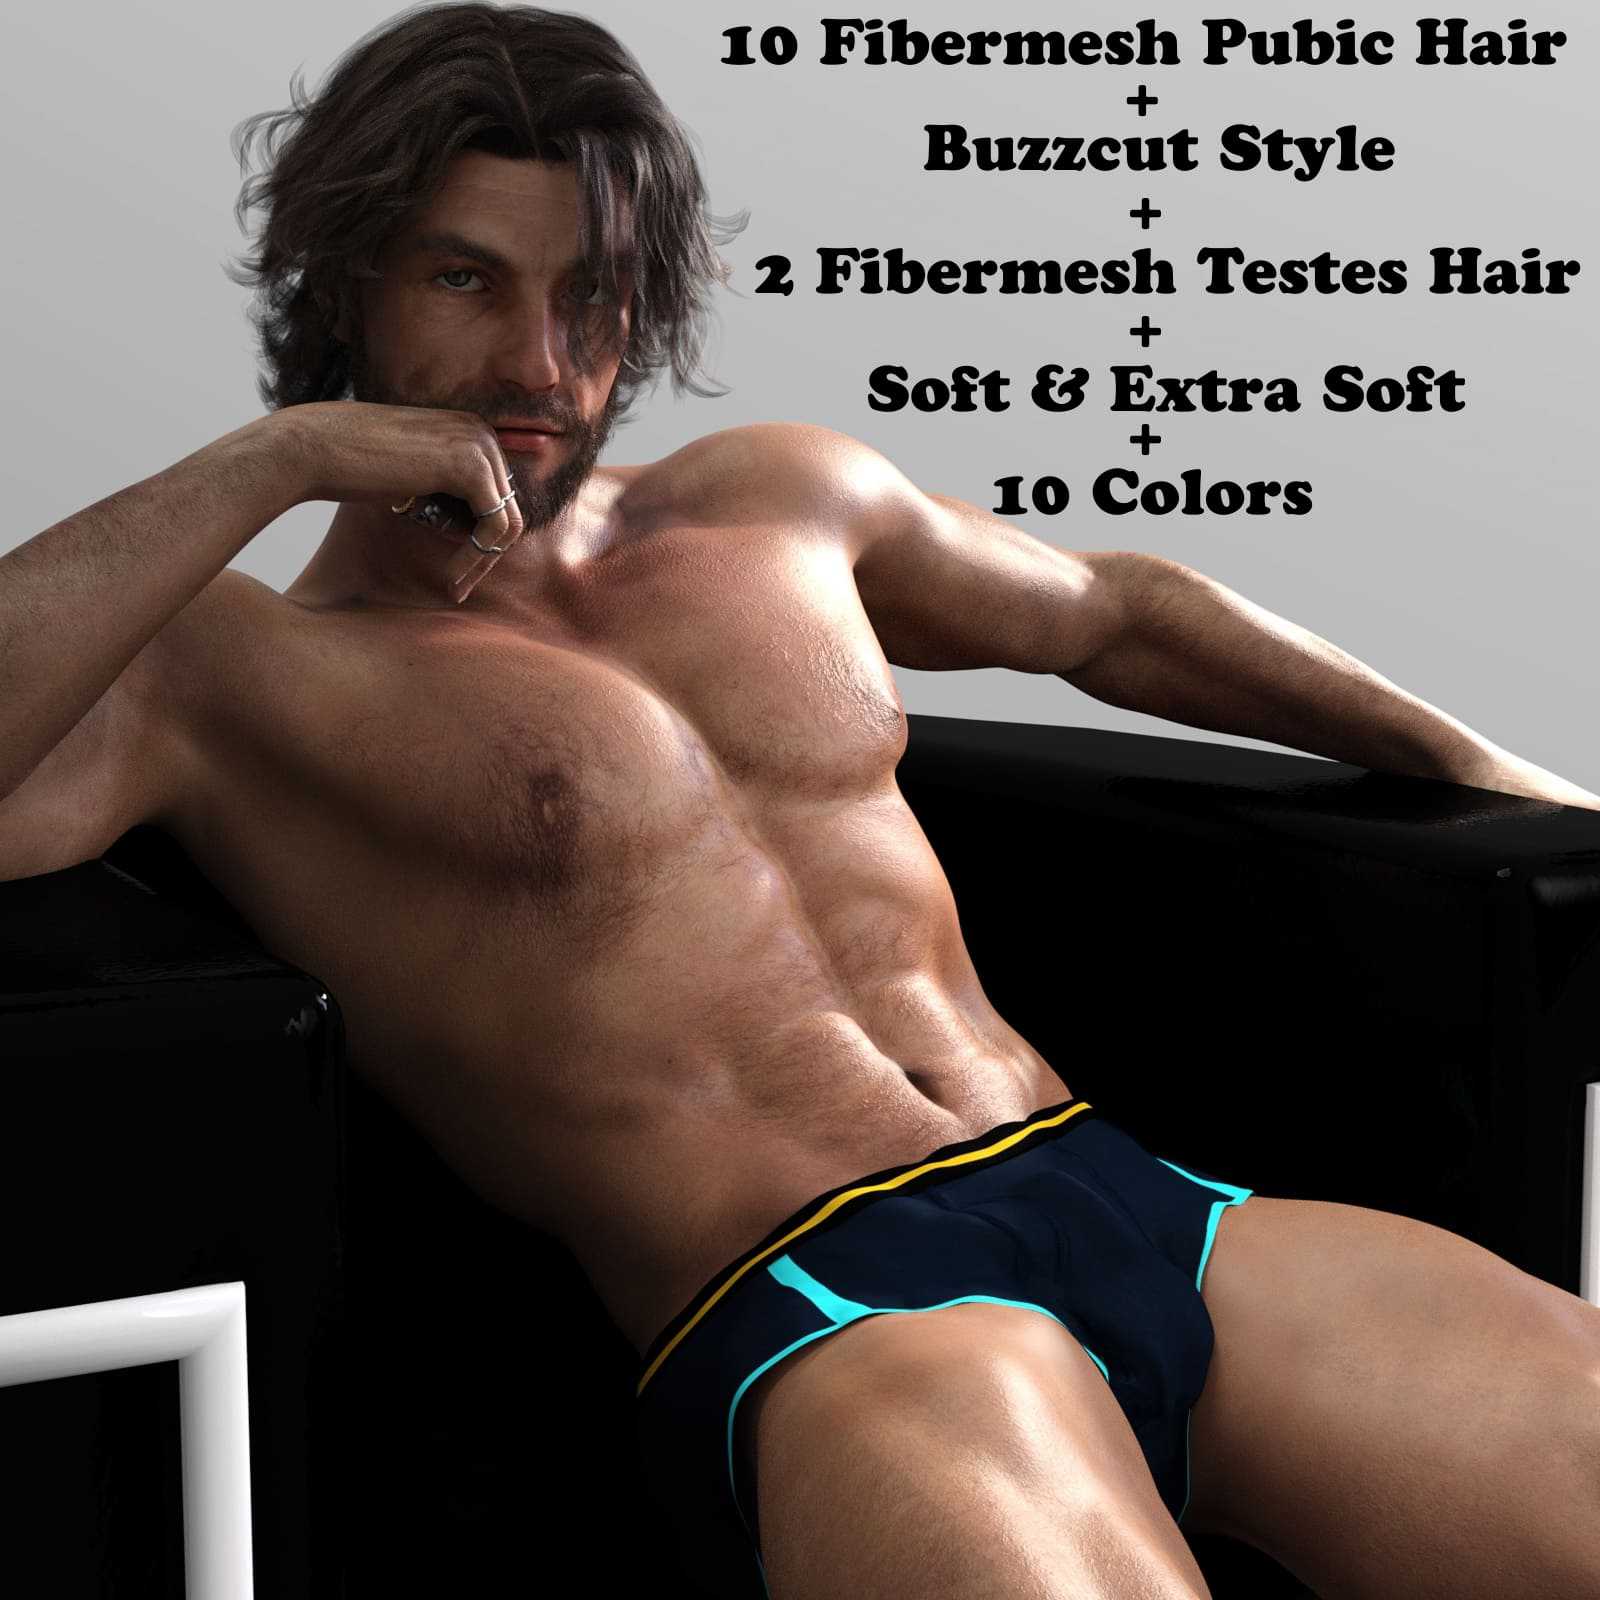 10 Fibermesh Pubic Hair
+
Buzzcut Style
+
2 Fibermesh Testes Hair
+
Soft & Extra Soft
+
10 Colors